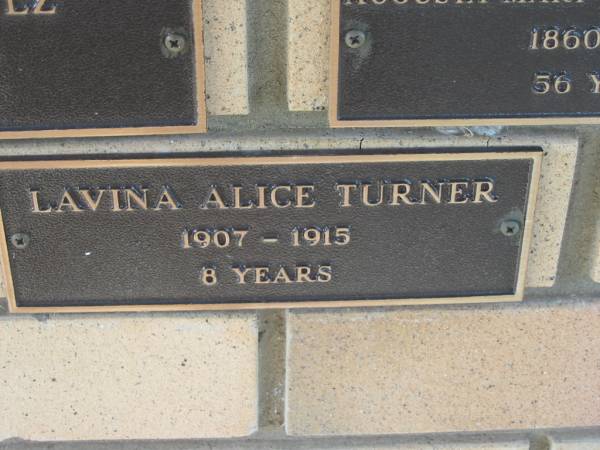 1860
56 Y
LAVINA ALICE TURNER
1907 - 1915
8 YEARS